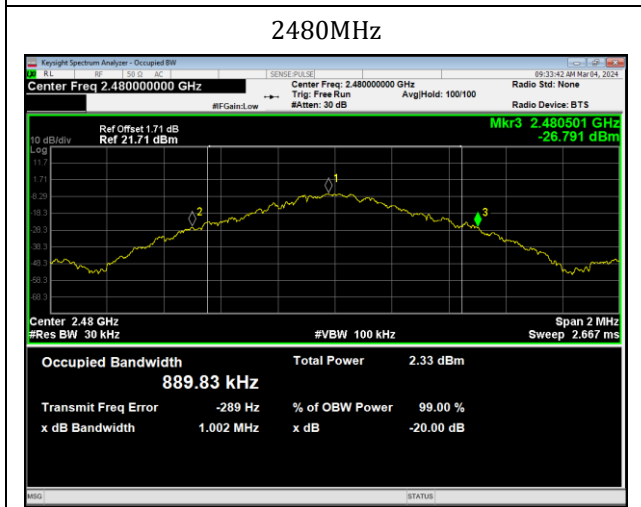 2480MHz
Keysight Spectrum Analyzer - Occupied BW
RL RF 50 Ω AC SENSE:PULSE 09:33:42 AM Mar 04, 2024
Center Freq 2.480000000 GHz Center Freq: 2.480000000 GHz Radio Std: None
Trig: Free Run Avg|Hold: 100/100
#IFGain:Low #Atten: 30 dB Radio Device: BTS
Ref Offset 1.71 dB Mkr3 2.480501 GHz
10 dB/div Ref 21.71 dBm -26.791 dBm
Log
11.7
1.71
-8.29
-18.3
-28.3
-38.3
-48.3
-58.3
-68.3
1
2
3
Center 2.48 GHz Span 2 MHz
#Res BW 30 kHz #VBW 100 kHz Sweep 2.667 ms
Occupied Bandwidth Total Power 2.33 dBm
889.83 kHz
Transmit Freq Error -289 Hz % of OBW Power 99.00 %
x dB Bandwidth 1.002 MHz x dB -20.00 dB
MSG STATUS